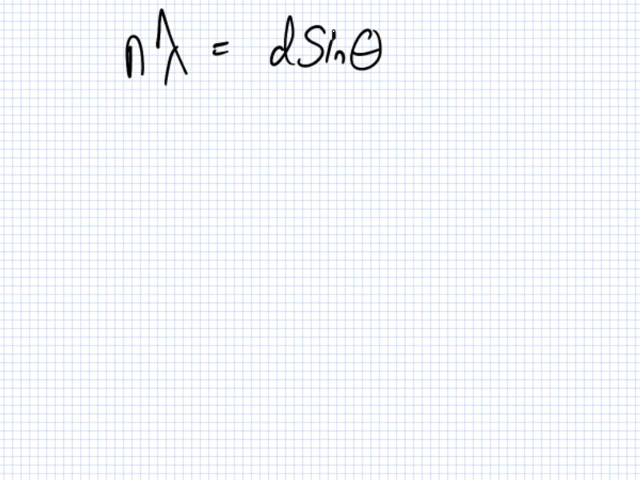 nλ = dSinθ